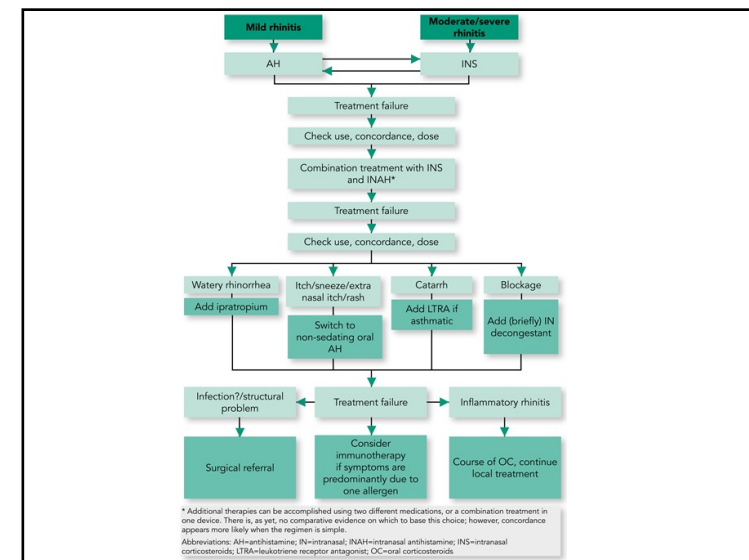 Mild rhinitis
Moderate/severe
rhinitis
AH
INS
Treatment failure
Check use, concordance, dose
Combination treatment with INS
and INAH*
Treatment failure
Check use, concordance, dose
Watery rhinorrhea
Add ipratropium
Itch/sneeze/extra
nasal itch/rash
Switch to
non-sedating oral
AH
Catarrh
Add LTRA if
asthmatic
Blockage
Add (briefly) IN
decongestant
Infection?/structural
problem
Treatment failure
Inflammatory rhinitis
Surgical referral
Consider
immunotherapy
if symptoms are
predominantly due to
one allergen
Course of OC, continue
local treatment
* Additional therapies can be accomplished using two different medications, or a combination treatment in
one device. There is, as yet, no comparative evidence on which to base this choice; however, concordance
appears more likely when the regimen is simple.
Abbreviations: AH=antihistamine; IN=intranasal; INAH=intranasal antihistamine; INS=intranasal
corticosteroids; LTRA=leukotriene receptor antagonist; OC=oral corticosteroids